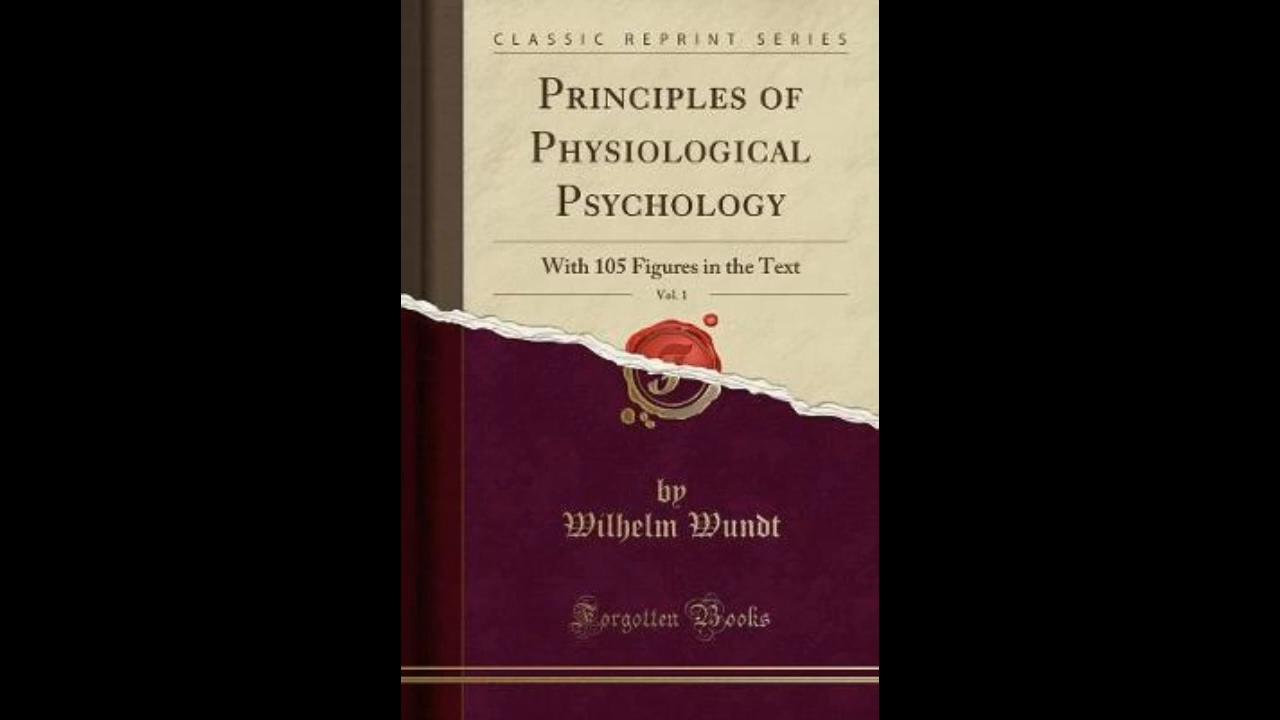 CLASSIC REPRINT SERIES
PRINCIPLES OF
PHYSIOLOGICAL
PSYCHOLOGY
With 105 Figures in the Text
Vol. 1
F
by
Wilhelm Wundt
Forgotten Books